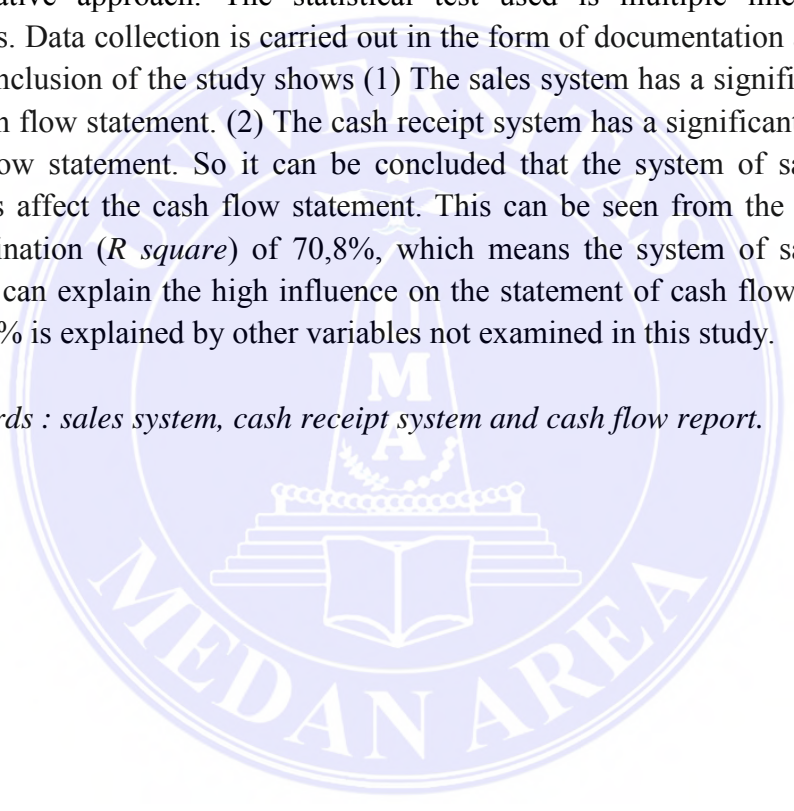 ative approach. The statistical test used is multiple
s. Data collection is carried out in the form of documentation
nclusion of the study shows (1) The sales system has a
flow statement. (2) The cash receipt system has a significant
ow statement. So it can be concluded that the system of
s affect the cash flow statement. This can be seen from the
ination (R square) of 70,8%, which means the system of
can explain the high influence on the statement of cash flow
% is explained by other variables not examined in this study.
rds : sales system, cash receipt system and cash flow report.
UNIVERSITAS
UMA
MEDAN AREA